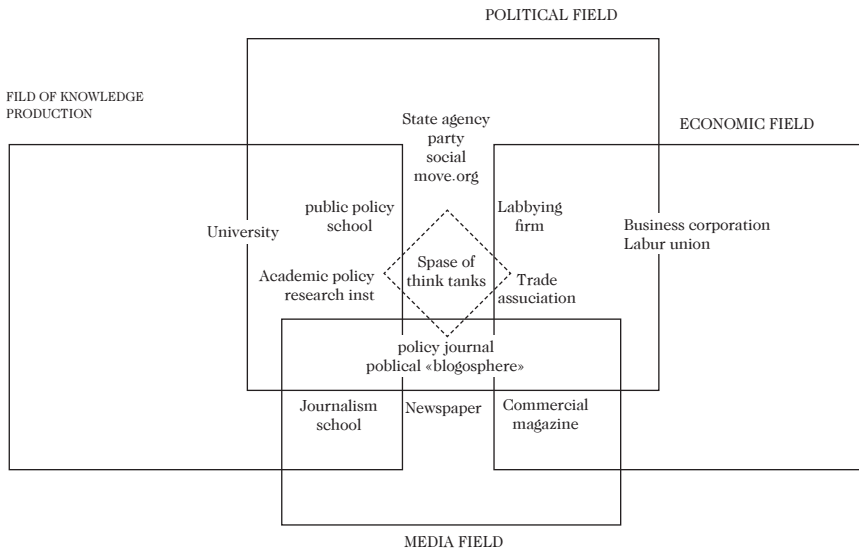 POLITICAL FIELD
FILD OF KNOWLEDGE
PRODUCTION
ECONOMIC FIELD
State agency
party
social
move.org
public policy
school
Labbying
firm
University
Business corporation
Labur union
Spase of
think tanks
Academic policy
research inst
Trade
assuciation
policy journal
poblical «blogosphere»
Journalism
school
Newspaper
Commercial
magazine
MEDIA FIELD